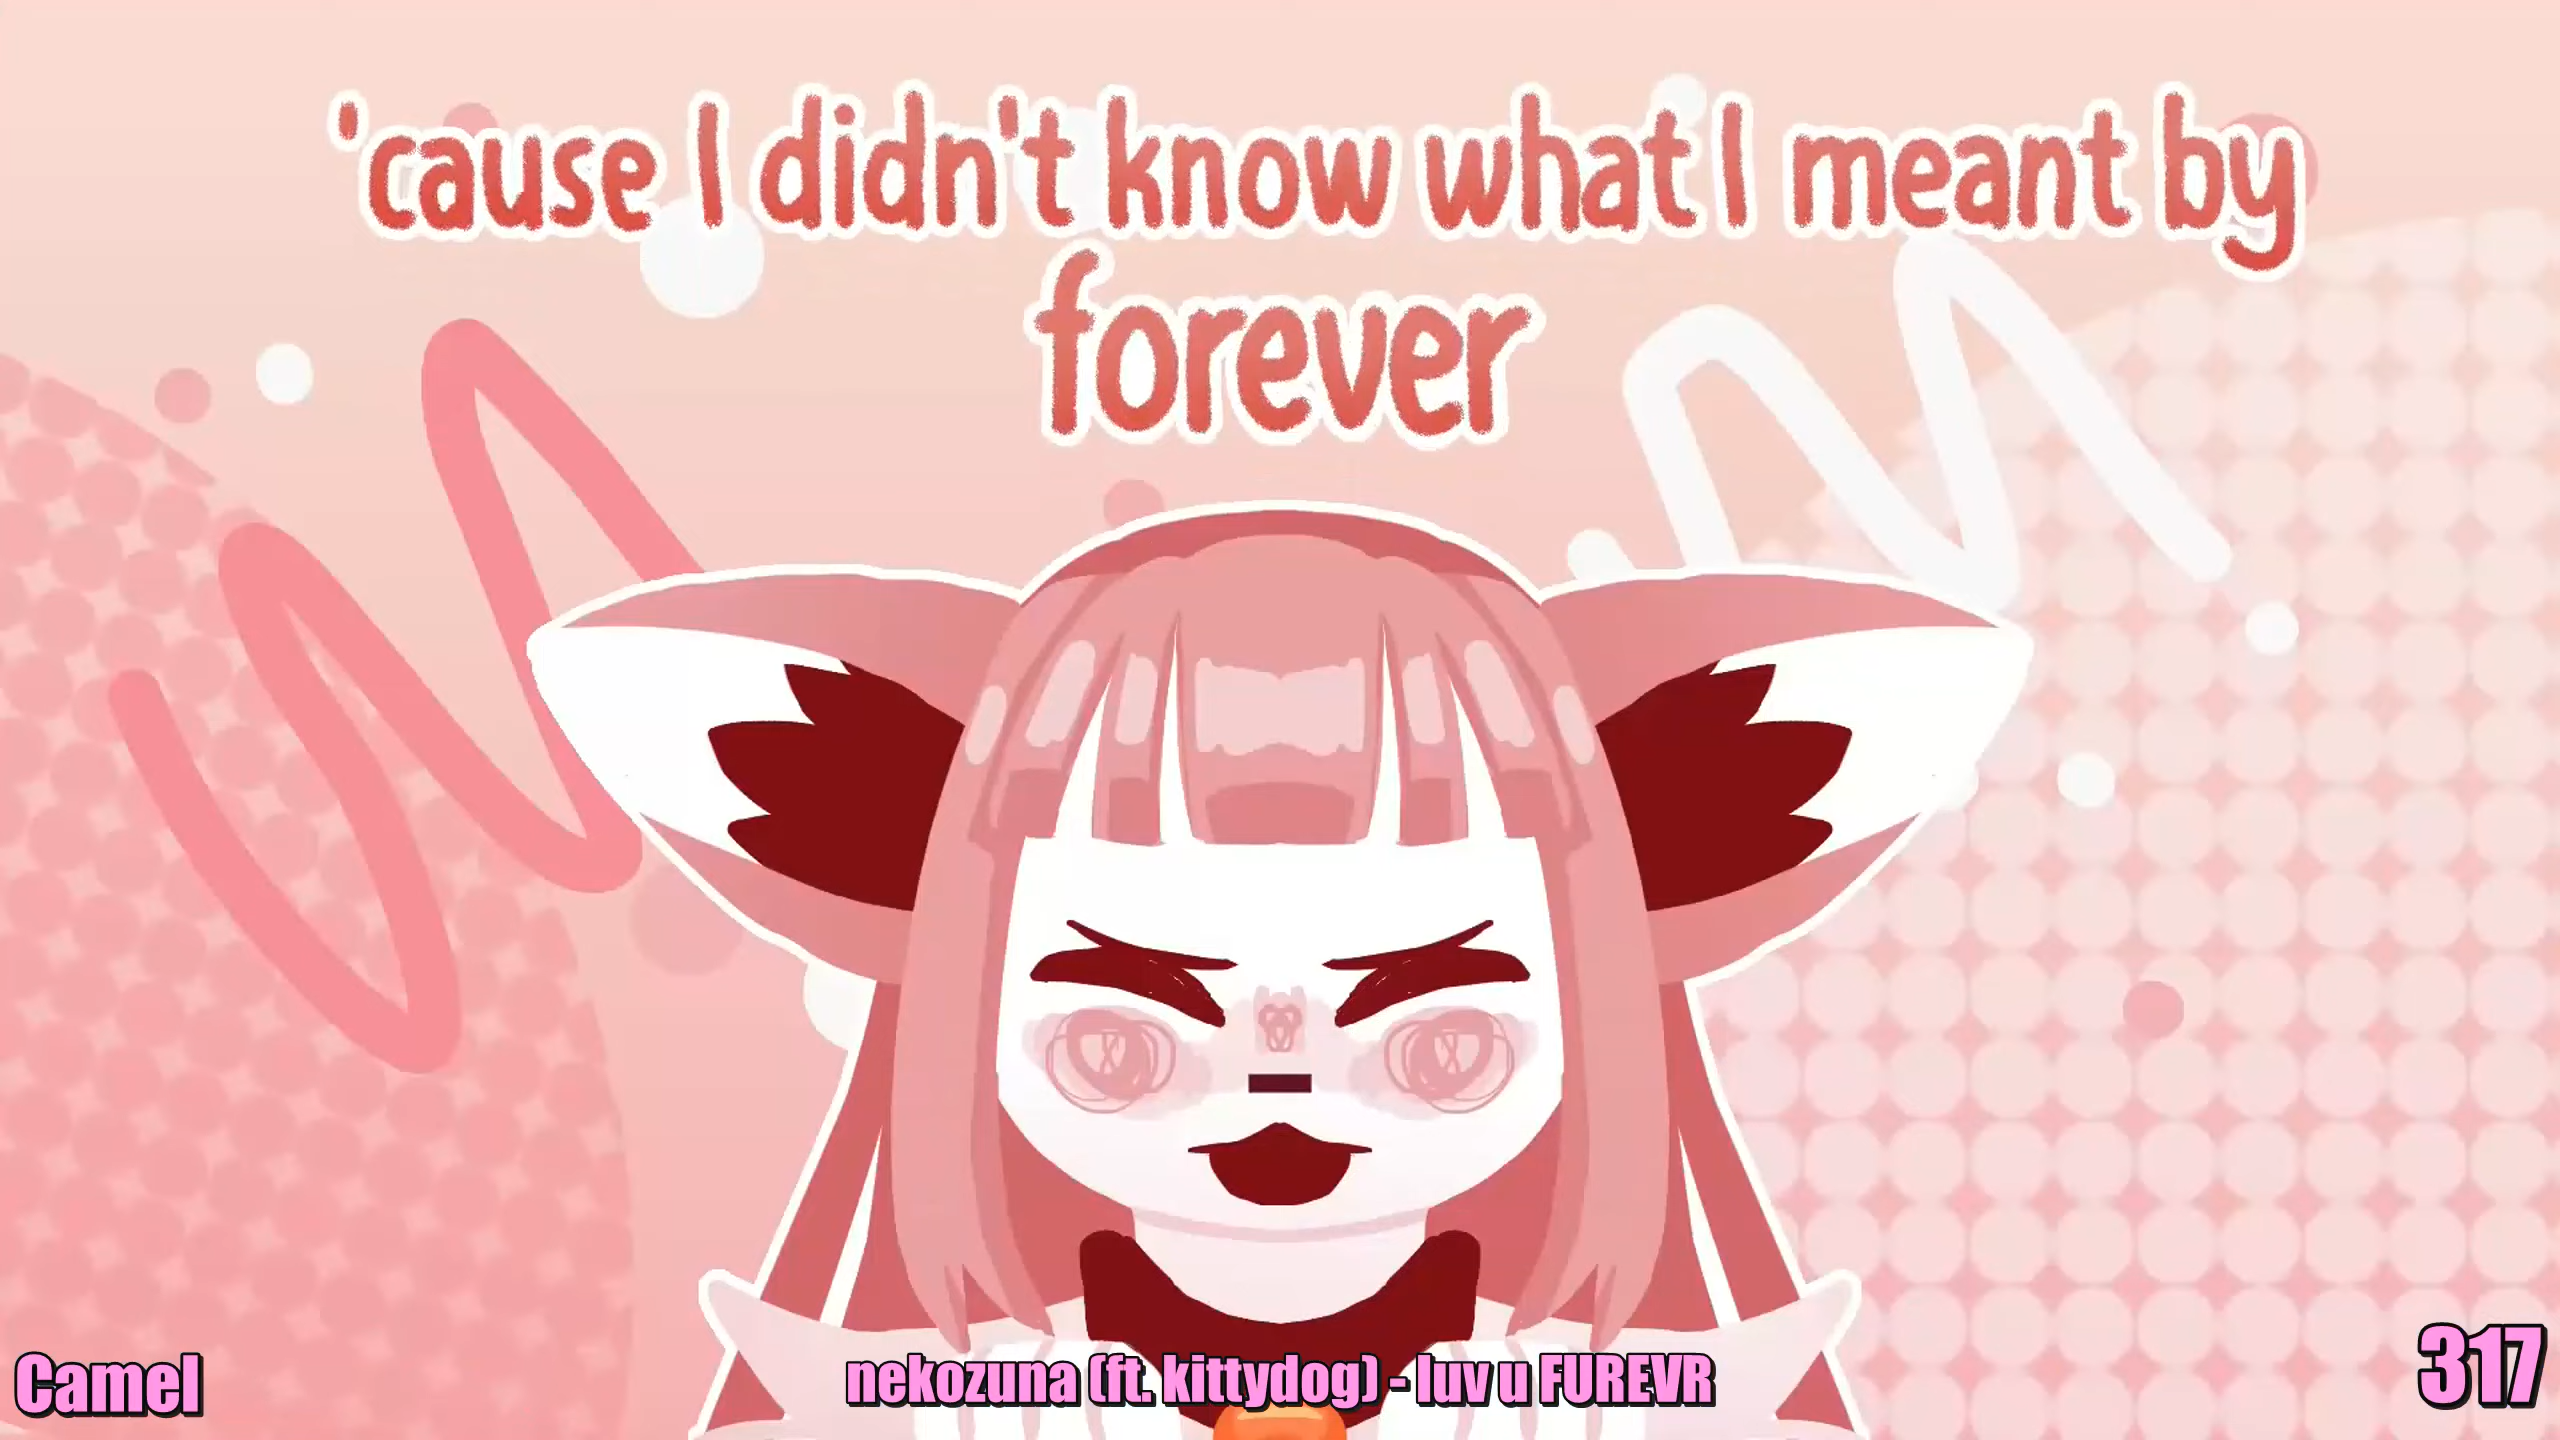 'cause I didn't know what I meant by
forever
Camel
nekozuna (ft. kittydog) - luv u FUREVR
317